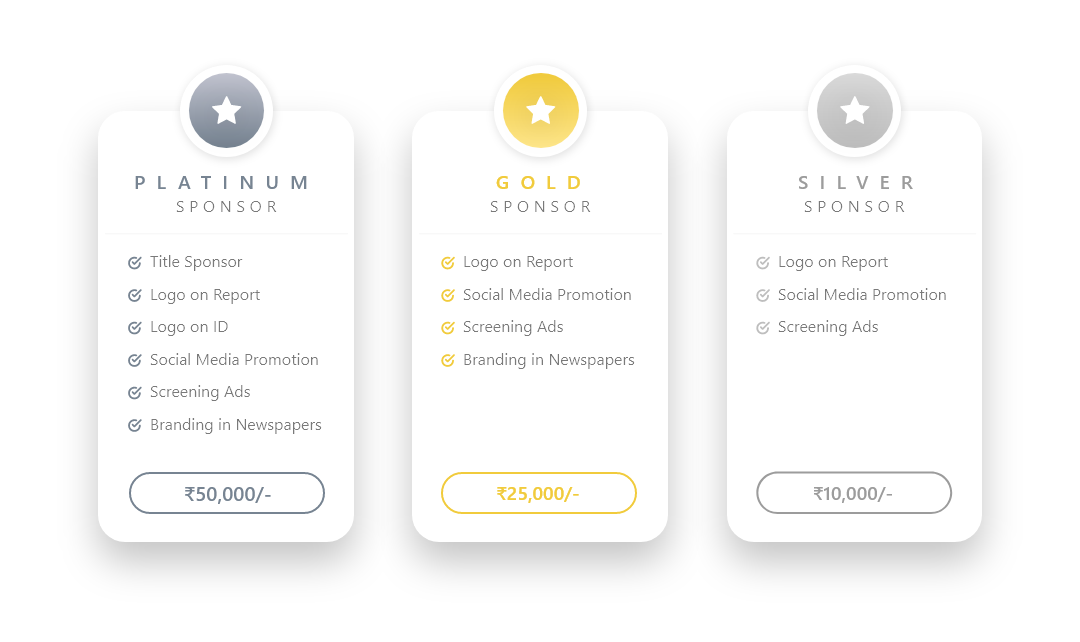 PLATINUM
SPONSOR
Title Sponsor
Logo on Report
Logo on ID
Social Media Promotion
Screening Ads
Branding in Newspapers
₹50,000/-
GOLD
SPONSOR
Logo on Report
Social Media Promotion
Screening Ads
Branding in Newspapers
₹25,000/-
SILVER
SPONSOR
Logo on Report
Social Media Promotion
Screening Ads
₹10,000/-